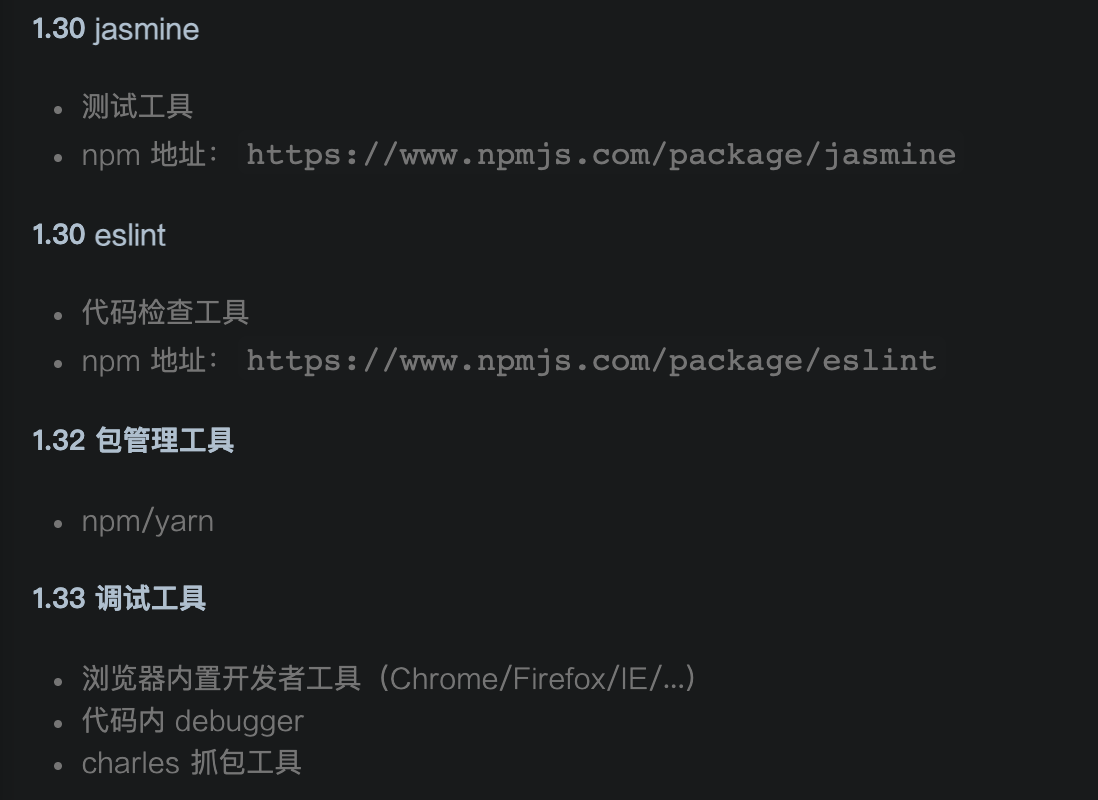 1.30 jasmine
• 测试工具
• npm 地址： https://www.npmjs.com/package/jasmine
1.30 eslint
• 代码检查工具
• npm 地址： https://www.npmjs.com/package/eslint
1.32 包管理工具
• npm/yarn
1.33 调试工具
• 浏览器内置开发者工具（Chrome/Firefox/IE/...）
• 代码内 debugger
• charles 抓包工具